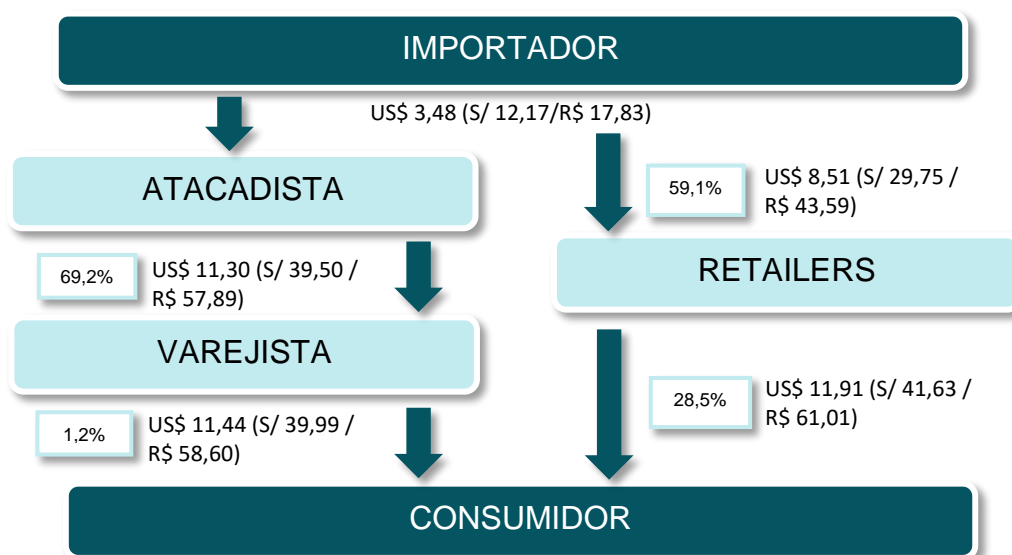 IMPORTADOR
US$ 3,48 (S/ 12,17/R$ 17,83)
ATACADISTA
59,1%
US$ 8,51 (S/ 29,75 /
R$ 43,59)
69,2%
US$ 11,30 (S/ 39,50 /
R$ 57,89)
RETAILERS
VAREJISTA
1,2%
US$ 11,44 (S/ 39,99 /
R$ 58,60)
28,5%
US$ 11,91 (S/ 41,63 /
R$ 61,01)
CONSUMIDOR